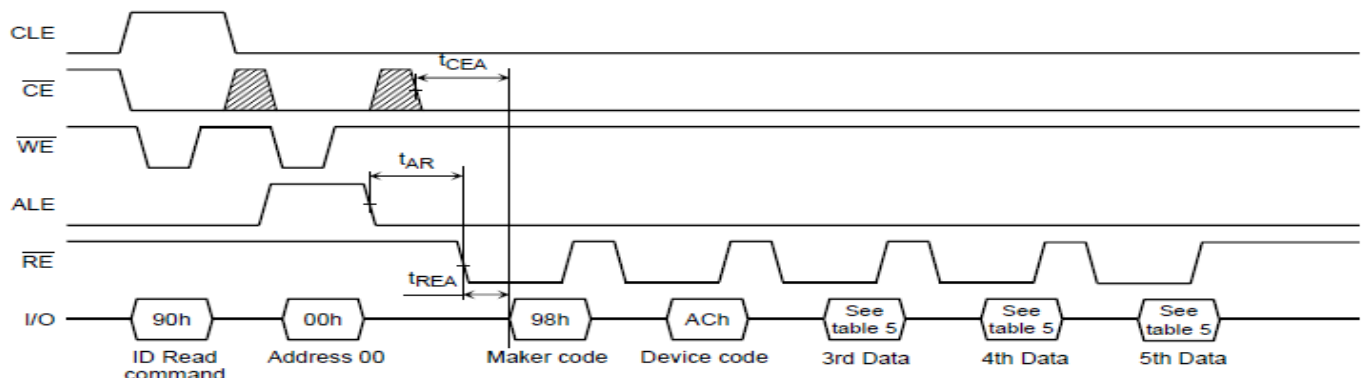 CLE
CE
tCEA
WE
tAR
ALE
RE
tREA
I/O
90h
00h
98h
ACh
See
table 5
See
table 5
See
table 5
ID Read
command
Address 00
Maker code
Device code
3rd Data
4th Data
5th Data